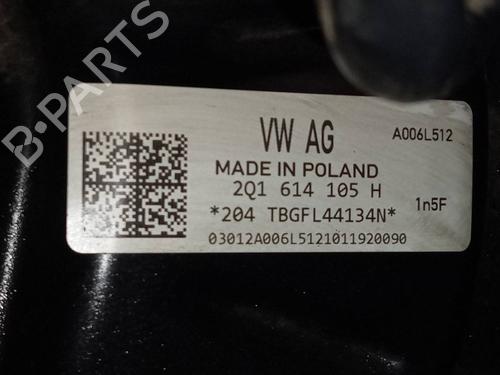 B-PARTS
VW AG
A006L512
MADE IN POLAND
2Q1 614 105 H
*204 TBGFL44134N*
1n5F
03012A006L5121011920090